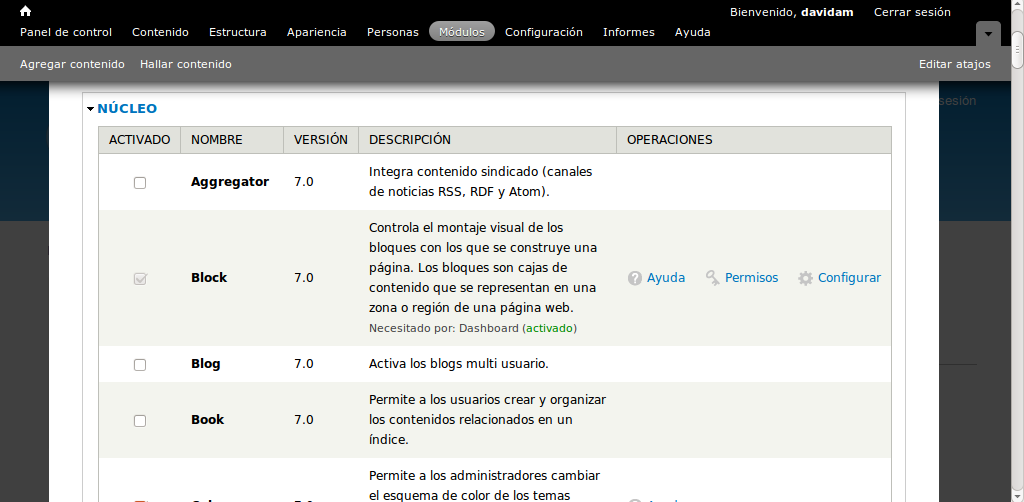 Bienvenido, davidam Cerrar sesión
Panel de control Contenido Estructura Apariencia Personas Módulos Configuración Informes Ayuda
Agregar contenido Hallar contenido Editar atajos
sesión
NÚCLEO
ACTIVADO NOMBRE VERSIÓN DESCRIPCIÓN OPERACIONES
Aggregator 7.0 Integra contenido sindicado (canales
de noticias RSS, RDF y Atom).
Controla el montaje visual de los
bloques con los que se construye una
página. Los bloques son cajas de
Block 7.0 contenido que se representan en una Ayuda Permisos Configurar
zona o región de una página web.
Necesitado por: Dashboard (activado)
Blog 7.0 Activa los blogs multi usuario.
Permite a los usuarios crear y organizar
Book 7.0 los contenidos relacionados en un
índice.
Permite a los administradores cambiar
el esquema de color de los temas